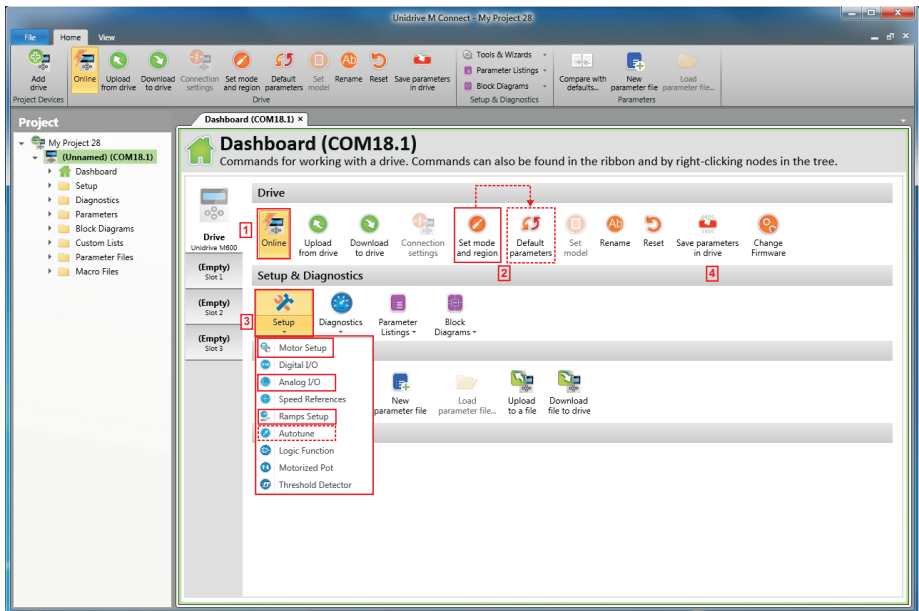 Unidrive M Connect - My Project 28
File Home View
Add drive
Online
Upload from drive
Download to drive
Connection settings
Set mode and region
Default parameters
Set model
Rename
Reset
Save parameters in drive
Tools & Wizards
Parameter Listings
Block Diagrams
Compare with defaults...
New parameter file
Load parameter file...
Project Devices
Drive
Setup & Diagnostics
Parameters
Project
My Project 28
(Unnamed) (COM18.1)
Dashboard
Setup
Diagnostics
Parameters
Block Diagrams
Custom Lists
Parameter Files
Macro Files
Dashboard (COM18.1) ×
Dashboard (COM18.1)
Commands for working with a drive. Commands can also be found in the ribbon and by right-clicking nodes in the tree.
Drive
Unidrive M600
(Empty)
Slot 1
(Empty)
Slot 2
(Empty)
Slot 3
Drive
1
Online
Upload from drive
Download to drive
Connection settings
Set mode and region
Default parameters
Set model
Rename
Reset
Save parameters in drive
Change Firmware
2
4
Setup & Diagnostics
3
Setup
Diagnostics
Parameter Listings
Block Diagrams
Motor Setup
Digital I/O
Analog I/O
Speed References
Ramps Setup
Autotune
Logic Function
Motorized Pot
Threshold Detector
New parameter file
Load parameter file...
Upload to a file
Download file to drive